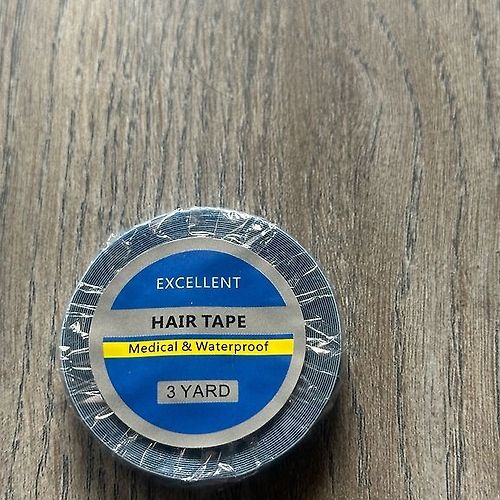 EXCELLENT
HAIR TAPE
Medical & Waterproof
3 YARD